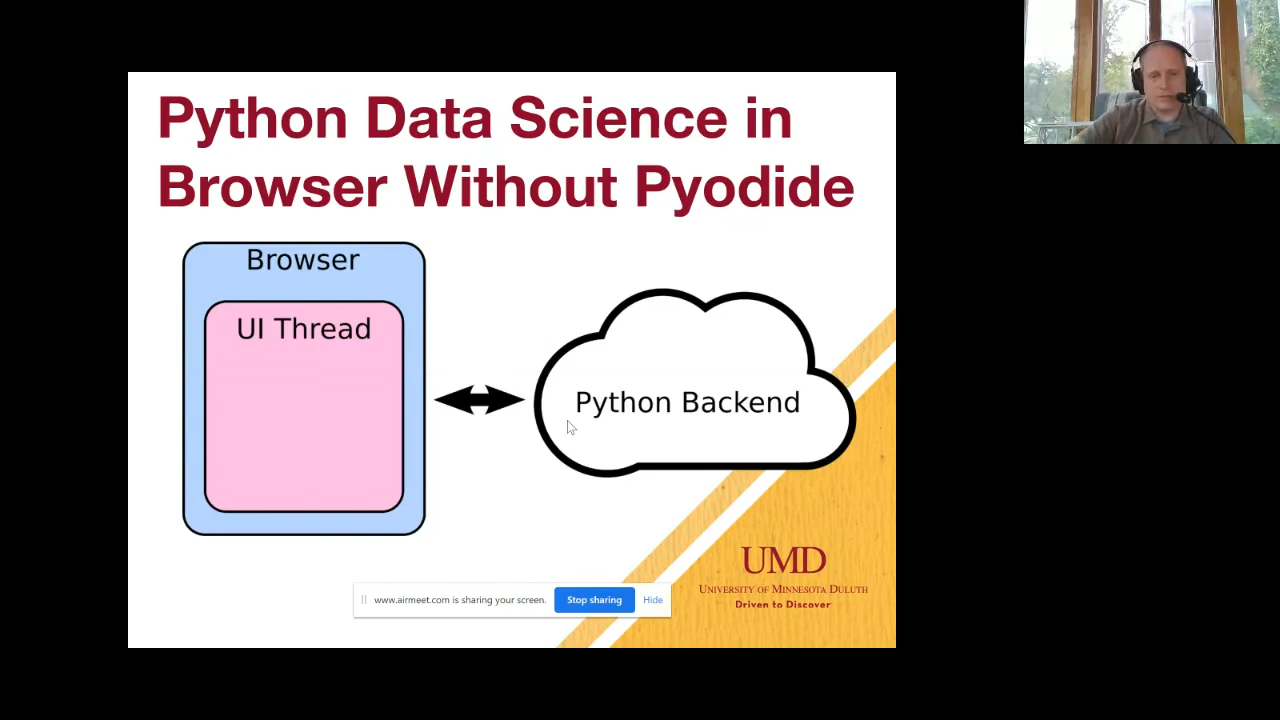 Python Data Science in
Browser Without Pyodide
Browser
UI Thread
Python Backend
UMD
UNIVERSITY OF MINNESOTA DULUTH
Driven to Discover
www.airmeet.com is sharing your screen.
Stop sharing
Hide